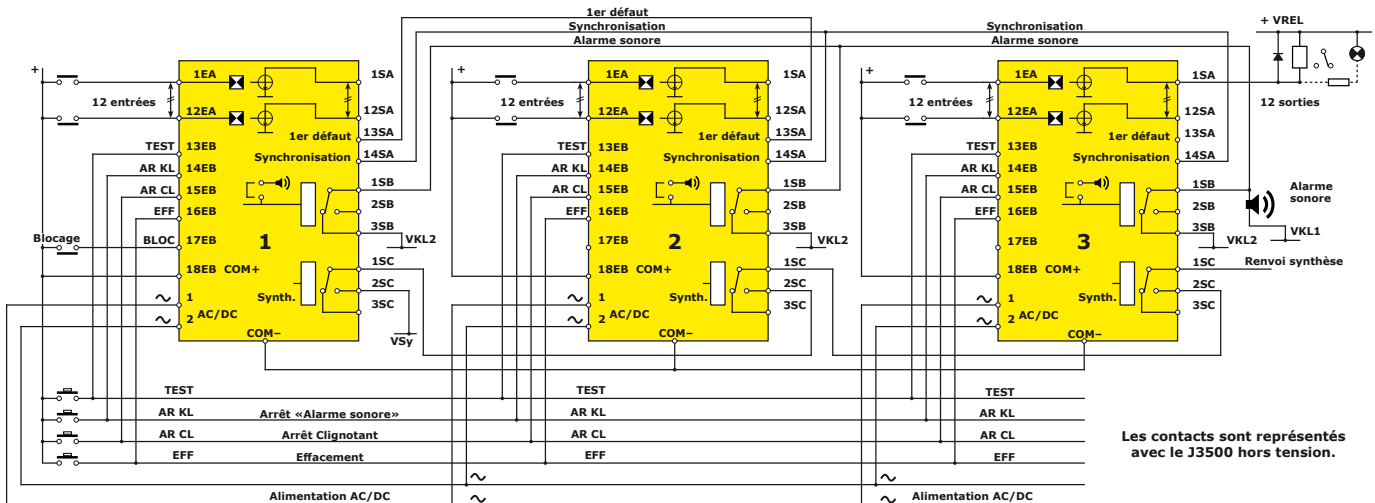 1er défaut
Synchronisation
Alarme sonore
Synchronisation
Alarme sonore
+ VREL
+
1EA
12 entrées
12EA
1SA
12SA
1er défaut
13SA
Synchronisation
14SA
TEST
13EB
AR KL
14EB
AR CL
15EB
EFF
16EB
Blocage
BLOC
17EB
1
18EB
COM+
1SB
2SB
3SB
VKL2
1SC
2SC
3SC
Synth.
VSy
1
2
AC/DC
COM–
+
1EA
12 entrées
12EA
1SA
12SA
1er défaut
13SA
Synchronisation
14SA
TEST
13EB
AR KL
14EB
AR CL
15EB
EFF
16EB
17EB
2
18EB
COM+
1SB
2SB
3SB
VKL2
1SC
2SC
3SC
Synth.
1
2
AC/DC
COM–
+
1EA
12 entrées
12EA
1SA
12SA
12 sorties
1er défaut
13SA
Synchronisation
14SA
TEST
13EB
AR KL
14EB
AR CL
15EB
EFF
16EB
17EB
3
18EB
COM+
1SB
2SB
3SB
VKL2
Alarme
sonore
VKL1
1SC
Renvoi synthèse
2SC
3SC
Synth.
1
2
AC/DC
COM–
TEST
TEST
TEST
AR KL
Arrêt «Alarme sonore»
AR KL
AR KL
AR CL
Arrêt Clignotant
AR CL
AR CL
EFF
Effacement
EFF
EFF
Alimentation AC/DC
Alimentation AC/DC
Les contacts sont représentés
avec le J3500 hors tension.